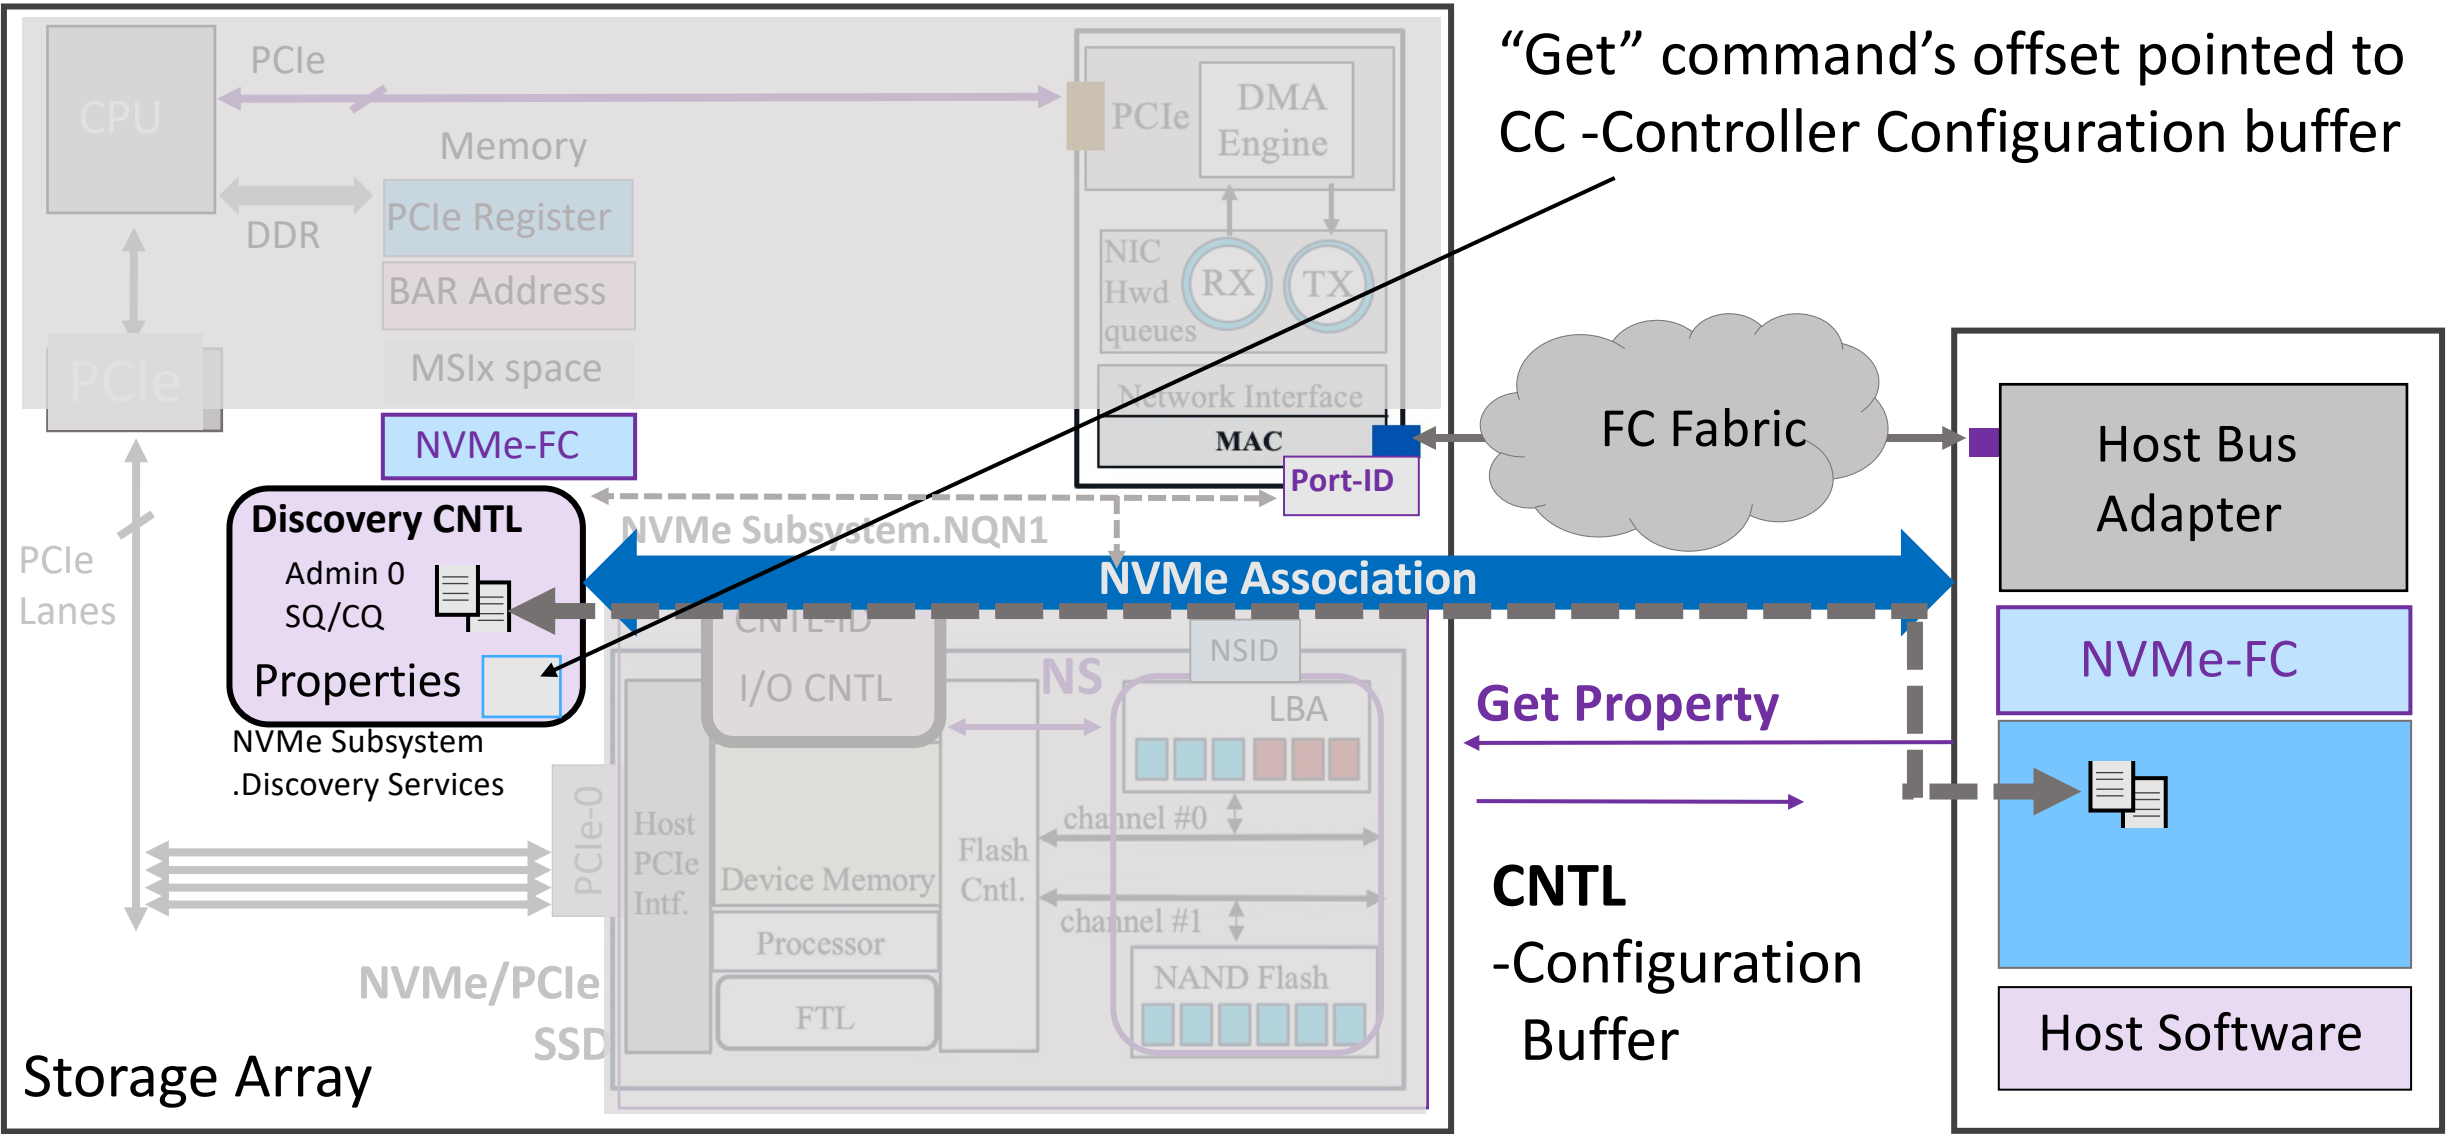 “Get” command’s offset pointed to
CC -Controller Configuration buffer
PCIe
CPU
Memory
DDR
PCIe Register
BAR Address
MSIx space
PCIe
NVMe-FC
PCIe
DMA
Engine
NIC
Hwd
queues
RX
TX
Network Interface
MAC
Port-ID
FC Fabric
Host Bus
Adapter
NVMe-FC
Host Software
Discovery CNTL
Admin 0
SQ/CQ
Properties
NVMe Subsystem
.Discovery Services
NVMe Subsystem.NQN1
NVMe Association
PCIe
Lanes
CNTL-ID
I/O CNTL
NS
NSID
LBA
Get Property
CNTL
-Configuration
Buffer
PCIe-0
Host
PCIe
Intf.
Device Memory
Processor
FTL
Flash
Cntl.
channel #0
channel #1
NAND Flash
NVMe/PCIe
SSD
Storage Array